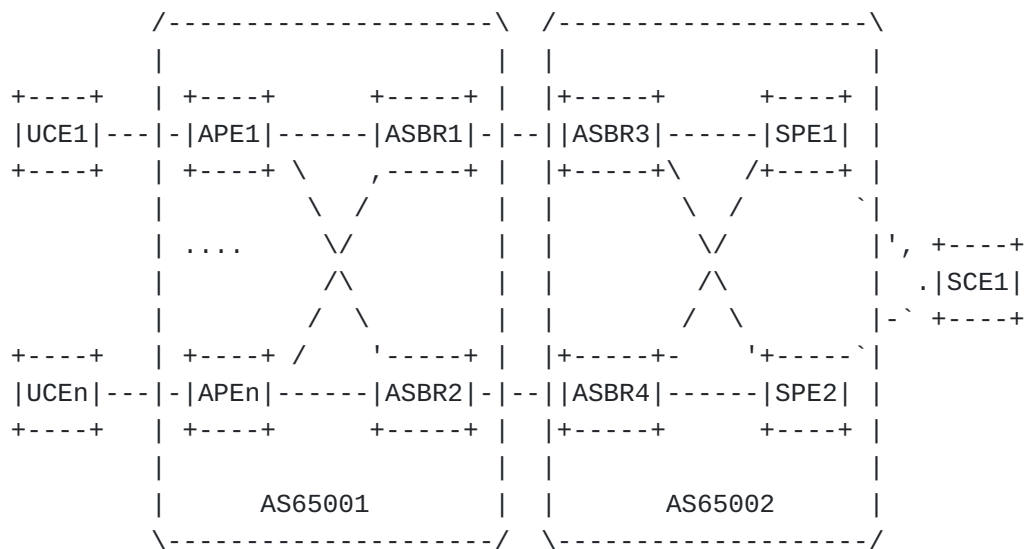 UCE1 APE1 ASBR1 ASBR3 SPE1
....
SCE1
UCEn APEn ASBR2 ASBR4 SPE2
AS65001 AS65002